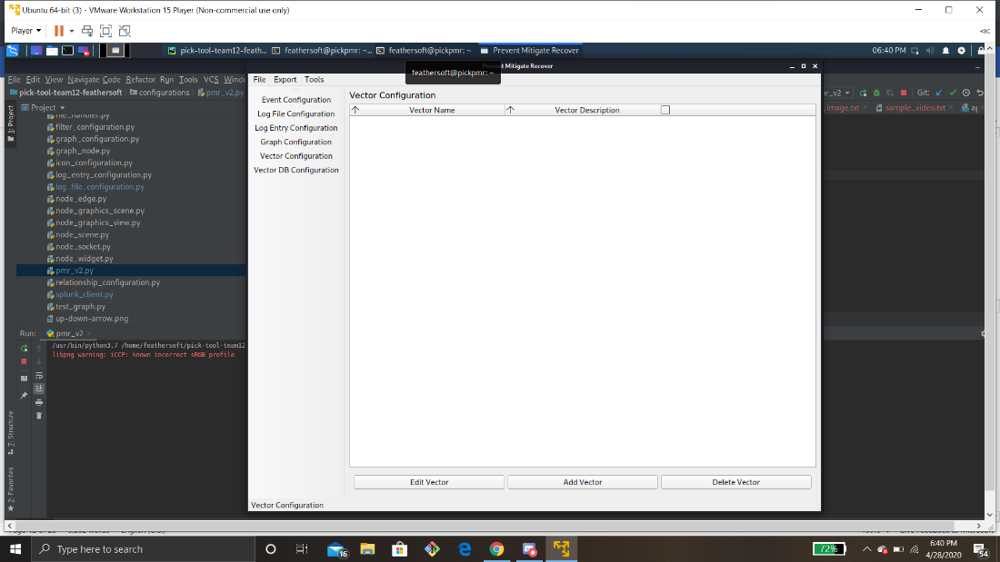 Ubuntu 64-bit (3) - VMware Workstation 15 Player (Non-commercial use only)
Player
pick-tool-team12-feath... feathersoft@pickpmr: ~... feathersoft@pickpmr: ~ Prevent Mitigate Recover 06:40 PM
Prevent Mitigate Recover
feathersoft@pickpmr: ~
File Edit View Navigate Code Refactor Run Tools VCS Windo
File Export Tools
pick-tool-team12-feathersoft configurations pmr_v2.py
Git:
Project
1: Project
Event Configuration
Log File Configuration
Log Entry Configuration
Graph Configuration
Vector Configuration
Vector DB Configuration
Vector Configuration
Vector Name Vector Description
_image.txt sample_video.txt
file_handler.py
filter_configuration.py
graph_configuration.py
graph_node.py
icon_configuration.py
log_entry_configuration.py
log_file_configuration.py
node_edge.py
node_graphics_scene.py
node_graphics_view.py
node_scene.py
node_socket.py
node_widget.py
pmr_v2.py
relationship_configuration.py
splunk_client.py
test_graph.py
up-down-arrow.png
Run: pmr_v2
/usr/bin/python3.7 /home/feathersoft/pick-tool-team12
libpng warning: iCCP: known incorrect sRGB profile
7: Structure
2: Favorites
Edit Vector Add Vector Delete Vector
Vector Configuration
Type here to search
16
72%
6:40 PM
4/28/2020
54